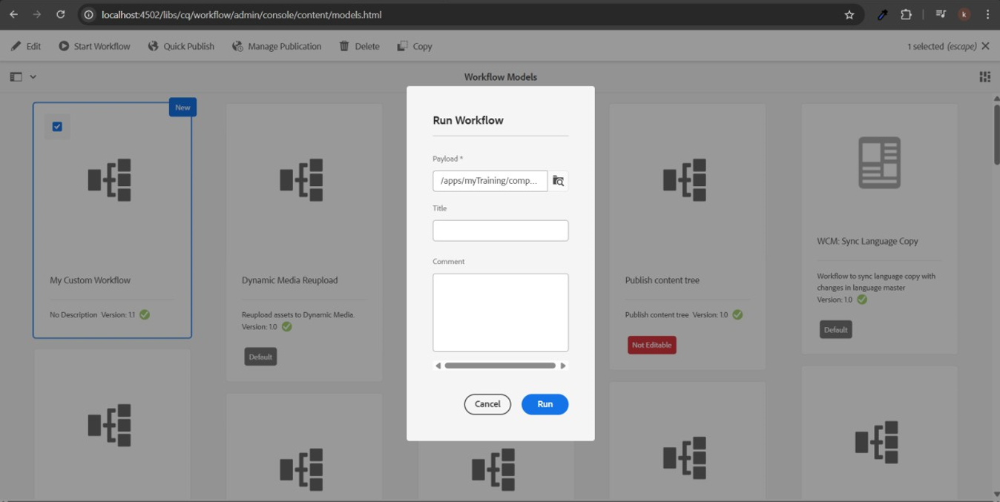 localhost:4502/libs/cq/workflow/admin/console/content/models.html
k
Edit Start Workflow Quick Publish Manage Publication Delete Copy 1 selected (escape)
Workflow Models
New
My Custom Workflow
No Description Version: 1.1
Dynamic Media Reupload
Reupload assets to Dynamic Media.
Version: 1.0
Default
Run Workflow
Payload *
/apps/myTraining/comp...
Title
Comment
Cancel Run
Publish content tree
Publish content tree Version: 1.0
Not Editable
WCM: Sync Language Copy
Workflow to sync language copy with
changes in language master
Version: 1.0
Default